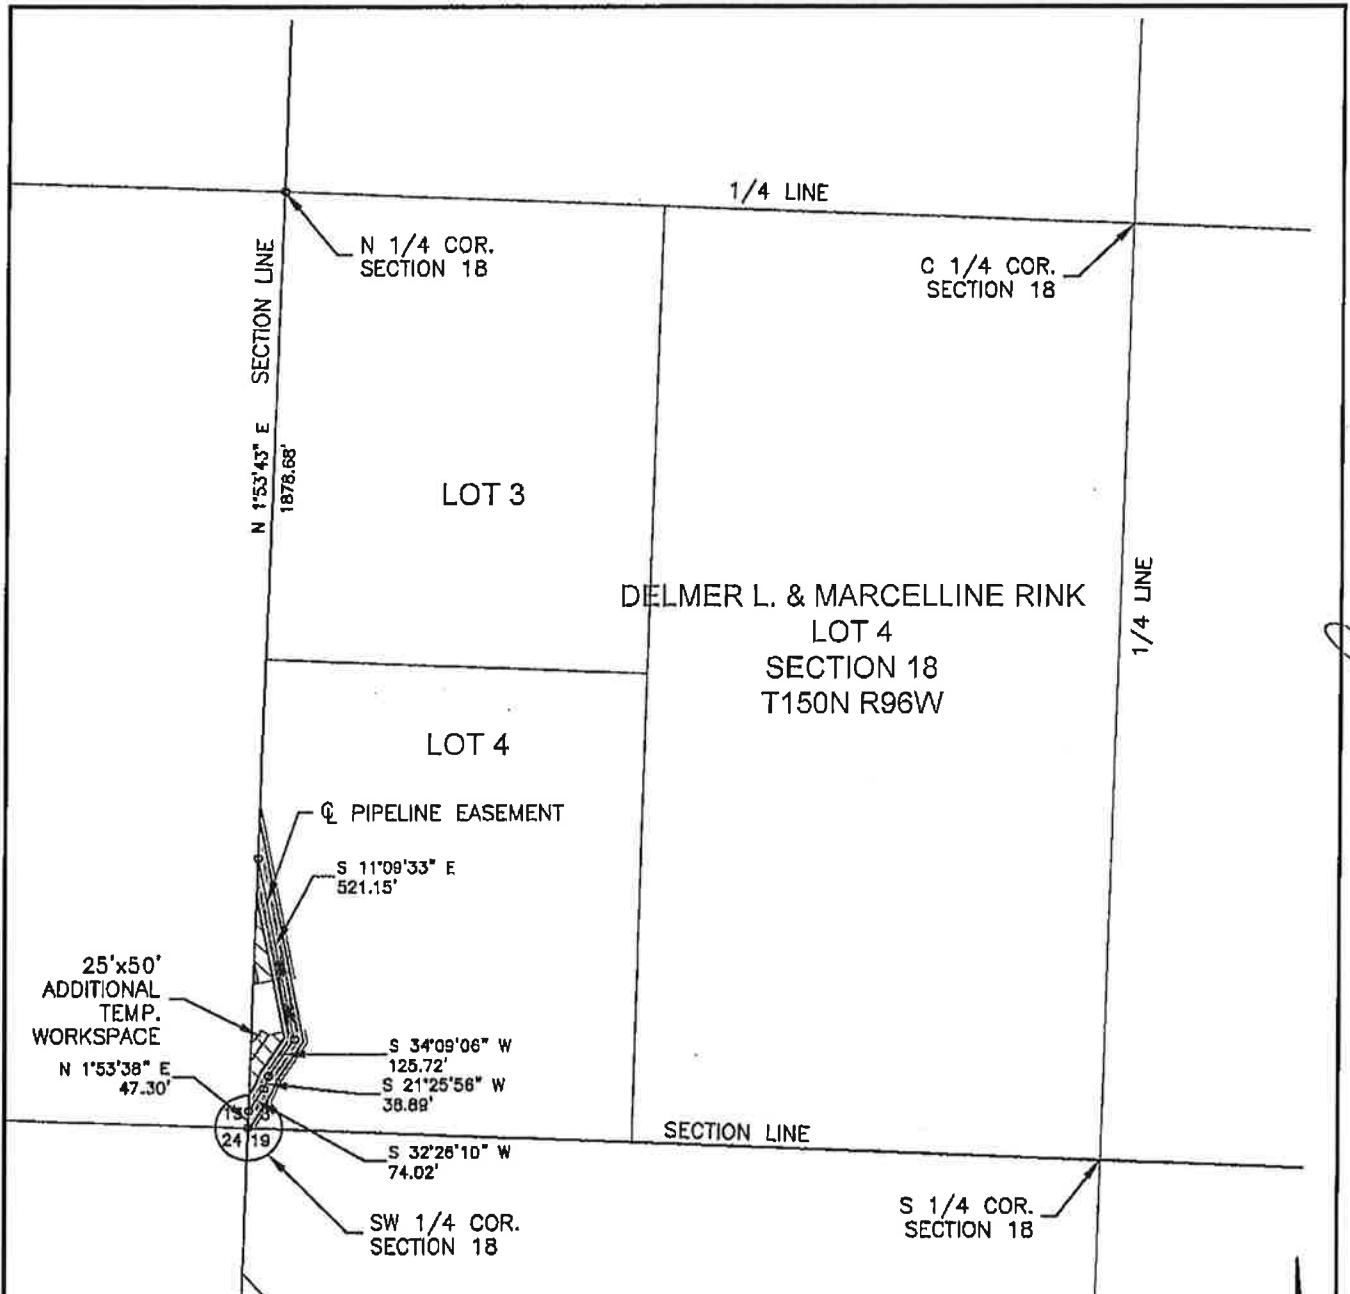 1/4 LINE
N 1/4 COR.
SECTION 18
C 1/4 COR.
SECTION 18
SECTION LINE
N 1°53'43" E
1878.68'
LOT 3
DELMER L. & MARCELLINE RINK
LOT 4
SECTION 18
T150N R96W
1/4 LINE
LOT 4
℄ PIPELINE EASEMENT
S 11°09'33" E
521.15'
25'x50'
ADDITIONAL
TEMP.
WORKSPACE
N 1°53'38" E
47.30'
S 34°09'06" W
125.72'
S 21°25'56" W
38.89'
24 19
SECTION LINE
S 32°26'10" W
74.02'
SW 1/4 COR.
SECTION 18
S 1/4 COR.
SECTION 18